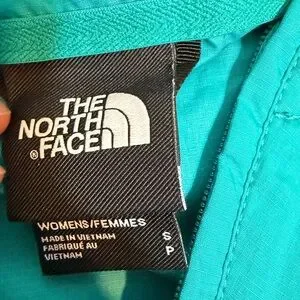 THE
NORTH
®FACE
WOMENS/FEMMES
MADE IN VIETNAM S
FABRIQUÉ AU P
VIETNAM